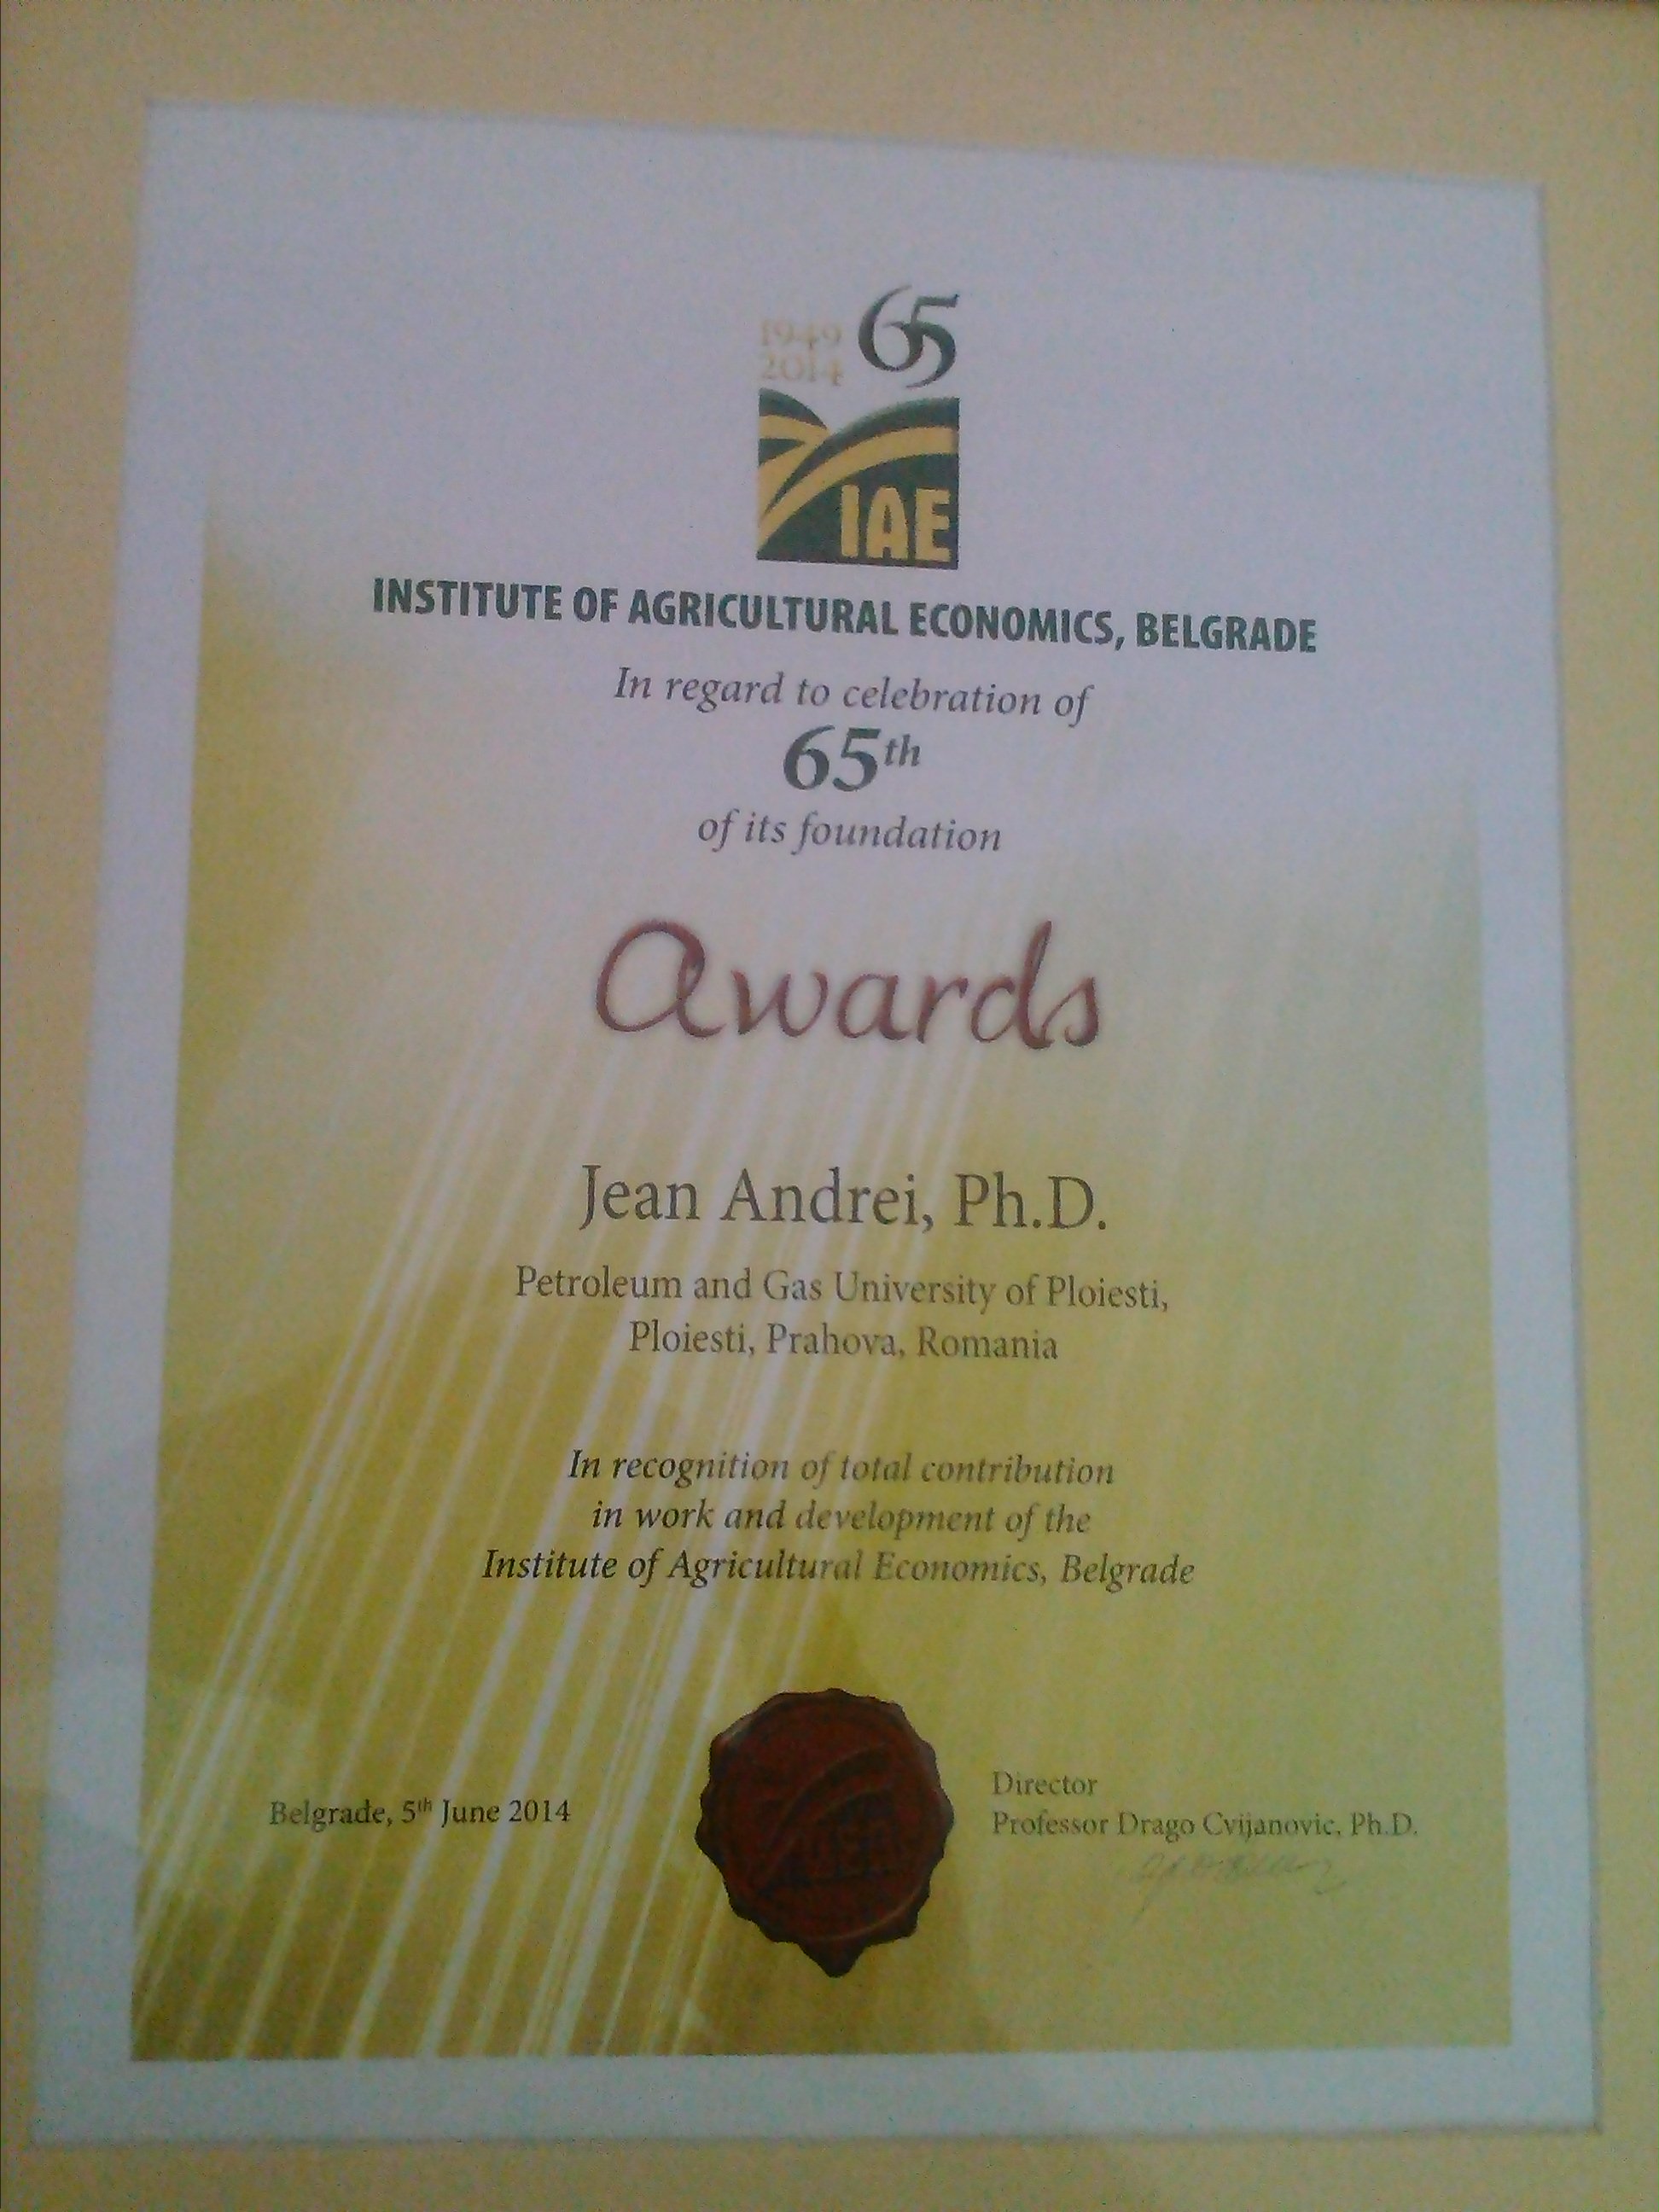 1949
2014
65
IAE
INSTITUTE OF AGRICULTURAL ECONOMICS, BELGRADE
In regard to celebration of
65th
of its foundation
Awards
Jean Andrei, Ph.D.
Petroleum and Gas University of Ploiesti,
Ploiesti, Prahova, Romania
In recognition of total contribution
in work and development of the
Institute of Agricultural Economics, Belgrade
Belgrade, 5th June 2014
Director
Professor Drago Cvijanovic, Ph.D.